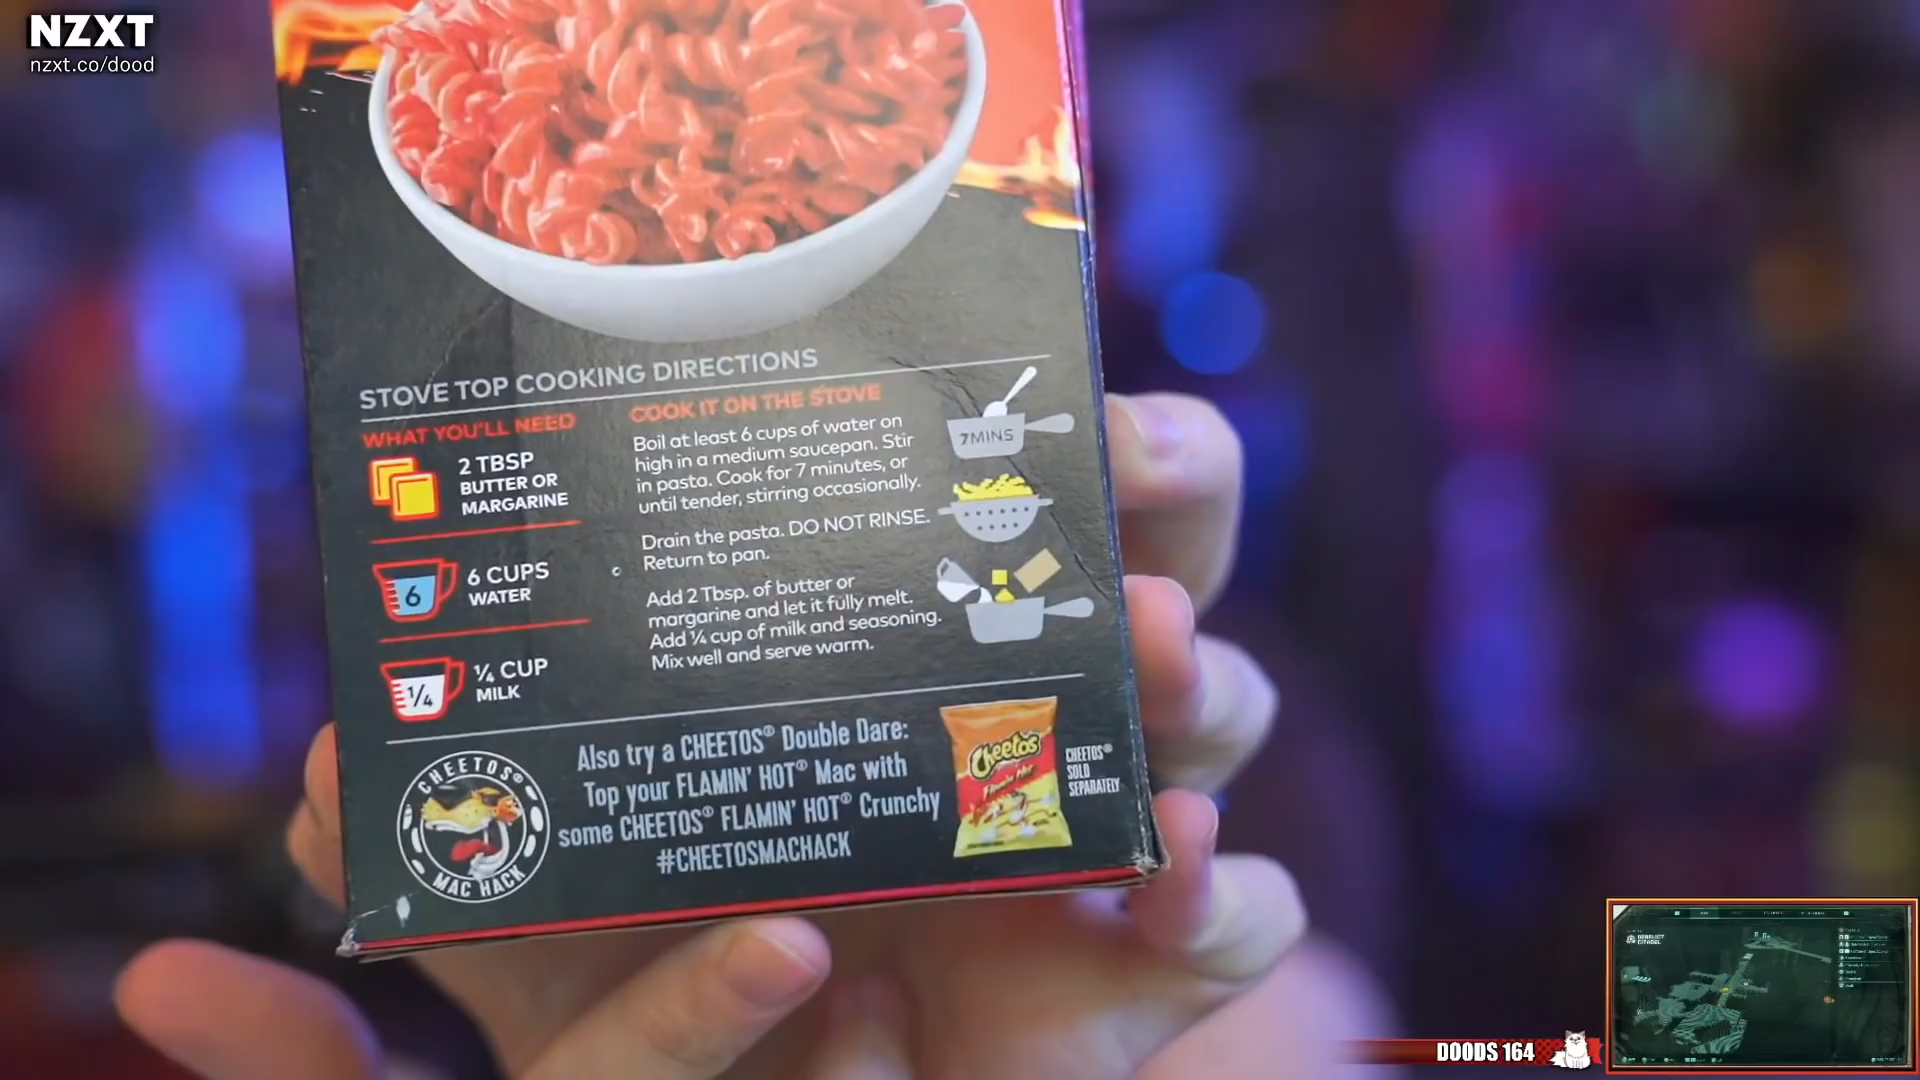 NZXT
nzxt.co/dood
STOVE TOP COOKING DIRECTIONS
WHAT YOU'LL NEED
2 TBSP
BUTTER OR
MARGARINE
6
6 CUPS
WATER
1/4
¼ CUP
MILK
COOK IT ON THE STOVE
Boil at least 6 cups of water on
high in a medium saucepan. Stir
in pasta. Cook for 7 minutes, or
until tender, stirring occasionally.
Drain the pasta. DO NOT RINSE.
Return to pan.
Add 2 Tbsp. of butter or
margarine and let it fully melt.
Add ¼ cup of milk and seasoning.
Mix well and serve warm.
7MINS
CHEETOS®
MAC HACK
Also try a CHEETOS® Double Dare:
Top your FLAMIN' HOT® Mac with
some CHEETOS® FLAMIN' HOT® Crunchy
#CHEETOSMACHACK
Cheetos
Flamin' Hot
CHEETOS®
SOLD
SEPARATELY
DOODS 164